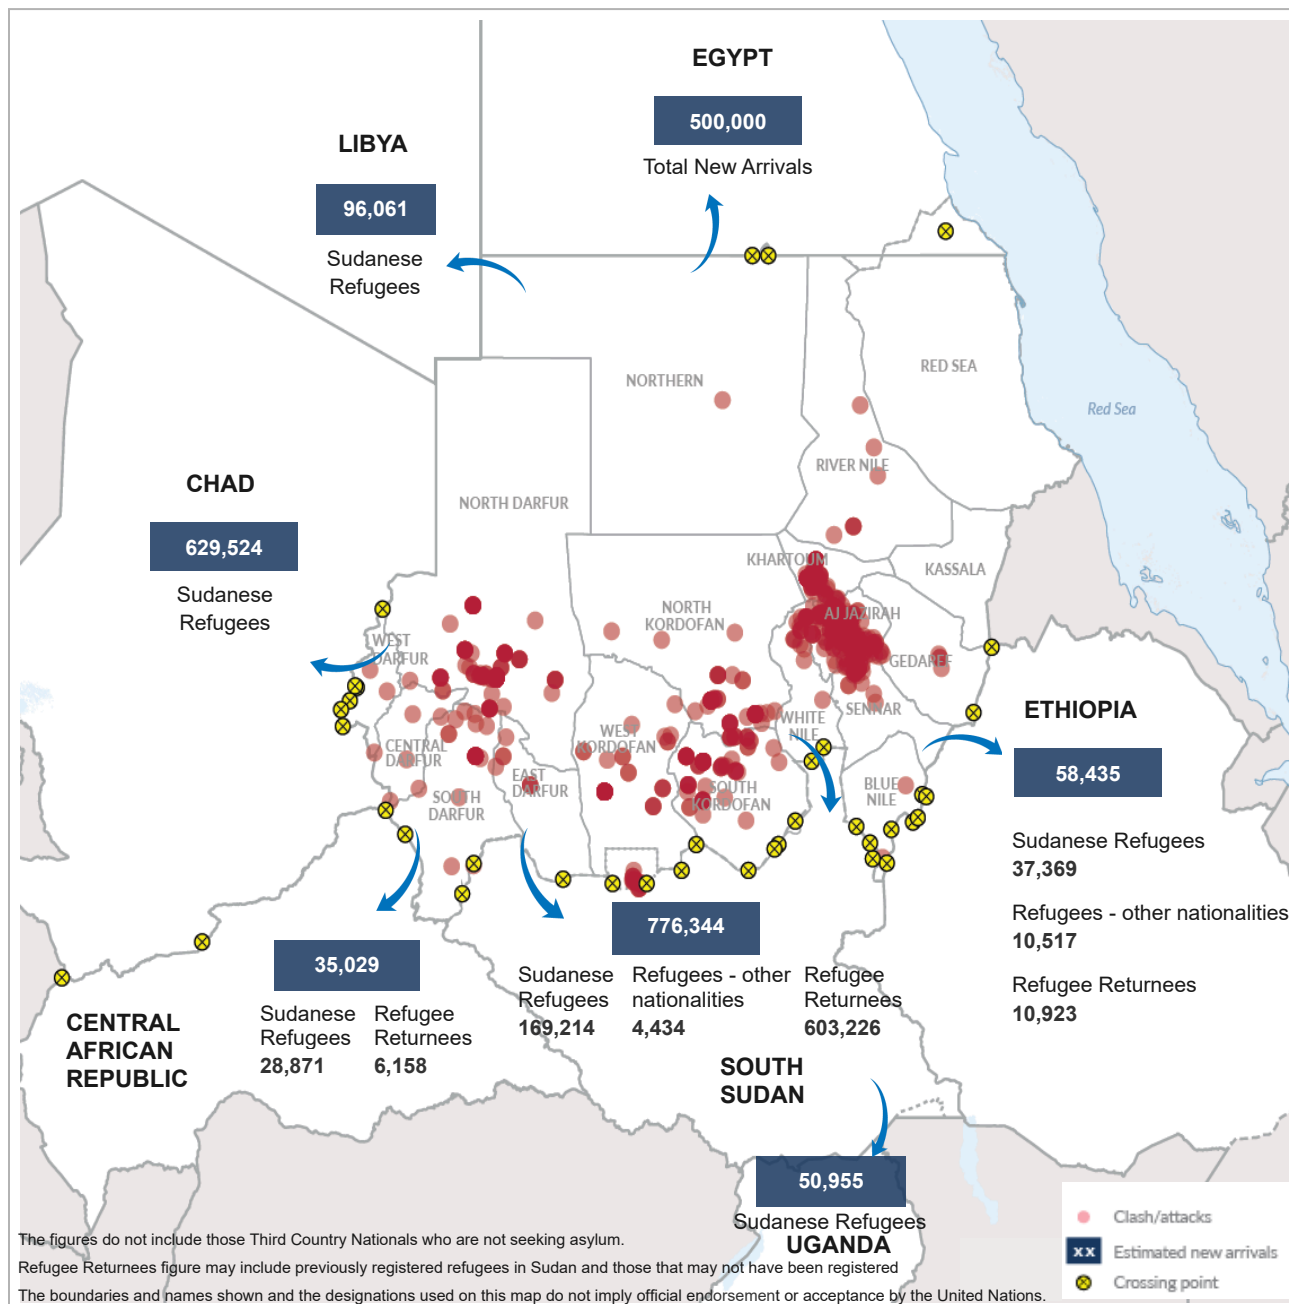 EGYPT
500,000
Total New Arrivals
LIBYA
96,061
Sudanese
Refugees
NORTHERN
RED SEA
Red Sea
RIVER NILE
CHAD
629,524
Sudanese
Refugees
NORTH DARFUR
KHARTOUM
KASSALA
NORTH
KORDOFAN
AJ JAZIRAH
GEDAREF
WEST
DARFUR
CENTRAL
DARFUR
SOUTH
DARFUR
EAST
DARFUR
WEST
KORDOFAN
SOUTH
KORDOFAN
WHITE
NILE
SENNAR
BLUE
NILE
ETHIOPIA
58,435
Sudanese Refugees
37,369
Refugees - other nationalities
10,517
Refugee Returnees
10,923
776,344
Sudanese
Refugees
169,214
Refugees - other
nationalities
4,434
Refugee
Returnees
603,226
35,029
Sudanese
Refugees
28,871
Refugee
Returnees
6,158
CENTRAL
AFRICAN
REPUBLIC
SOUTH
SUDAN
50,955
Sudanese Refugees
UGANDA
Clash/attacks
xx Estimated new arrivals
Crossing point
The figures do not include those Third Country Nationals who are not seeking asylum.
Refugee Returnees figure may include previously registered refugees in Sudan and those that may not have been registered
The boundaries and names shown and the designations used on this map do not imply official endorsement or acceptance by the United Nations.